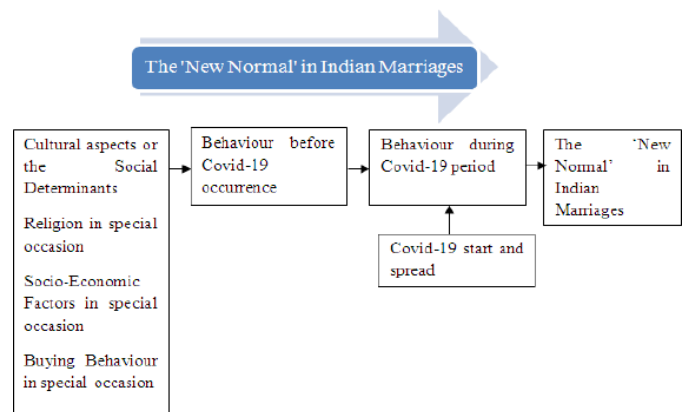 The 'New Normal' in Indian Marriages
Cultural aspects or
the Social
Determinants
Religion in special
occasion
Socio-Economic
Factors in special
occasion
Buying Behaviour
in special occasion
Behaviour before
Covid-19
occurrence
Behaviour during
Covid-19 period
The 'New
Normal' in
Indian
Marriages
Covid-19 start and
spread